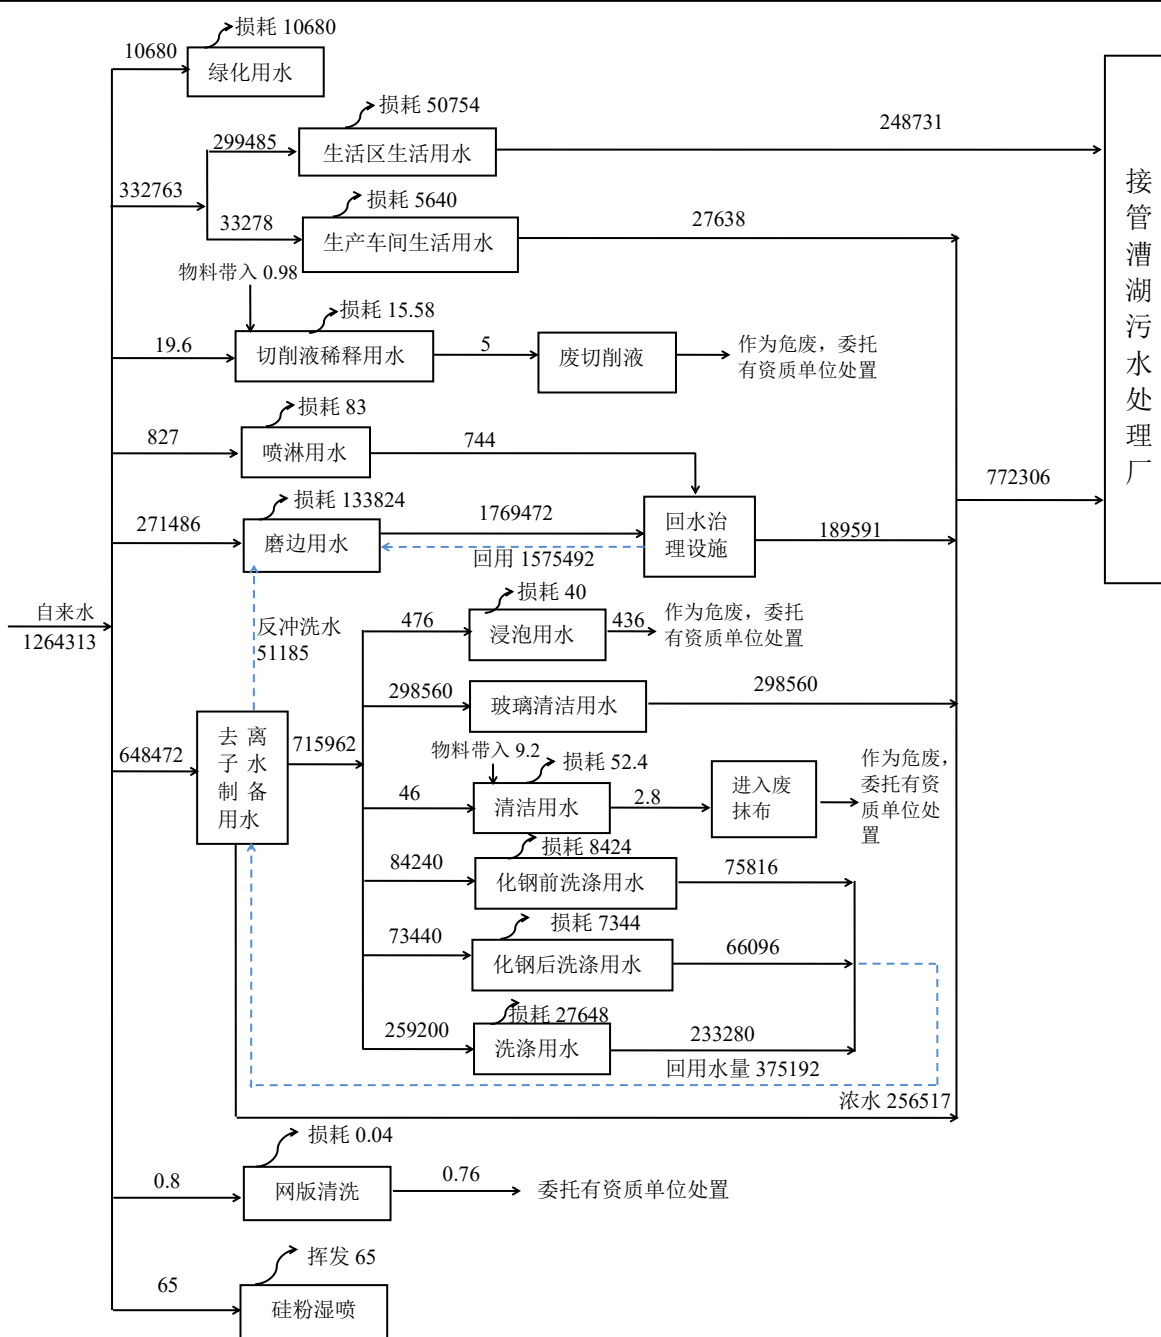 损耗 10680
10680
绿化用水
损耗 50754
299485
生活区生活用水
248731
332763
损耗 5640
33278
生产车间生活用水
27638
物料带入 0.98
损耗 15.58
19.6
切削液稀释用水
5
废切削液
作为危废，委托
有资质单位处置
损耗 83
827
喷淋用水
744
损耗 133824
271486
磨边用水
1769472
回用 1575492
回水治
理设施
189591
772306
接
管
漕
湖
污
水
处
理
厂
自来水
1264313
反冲洗水
51185
损耗 40
476
浸泡用水
436
作为危废，委托
有资质单位处置
298560
玻璃清洁用水
298560
648472
去 离
子 水
制 备
用水
715962
物料带入 9.2
损耗 52.4
46
清洁用水
2.8
进入废
抹布
作为危废，
委托有资
质单位处
置
损耗 8424
84240
化钢前洗涤用水
75816
损耗 7344
73440
化钢后洗涤用水
66096
损耗 27648
259200
洗涤用水
233280
回用水量 375192
浓水 256517
损耗 0.04
0.8
网版清洗
0.76
委托有资质单位处置
挥发 65
65
硅粉湿喷